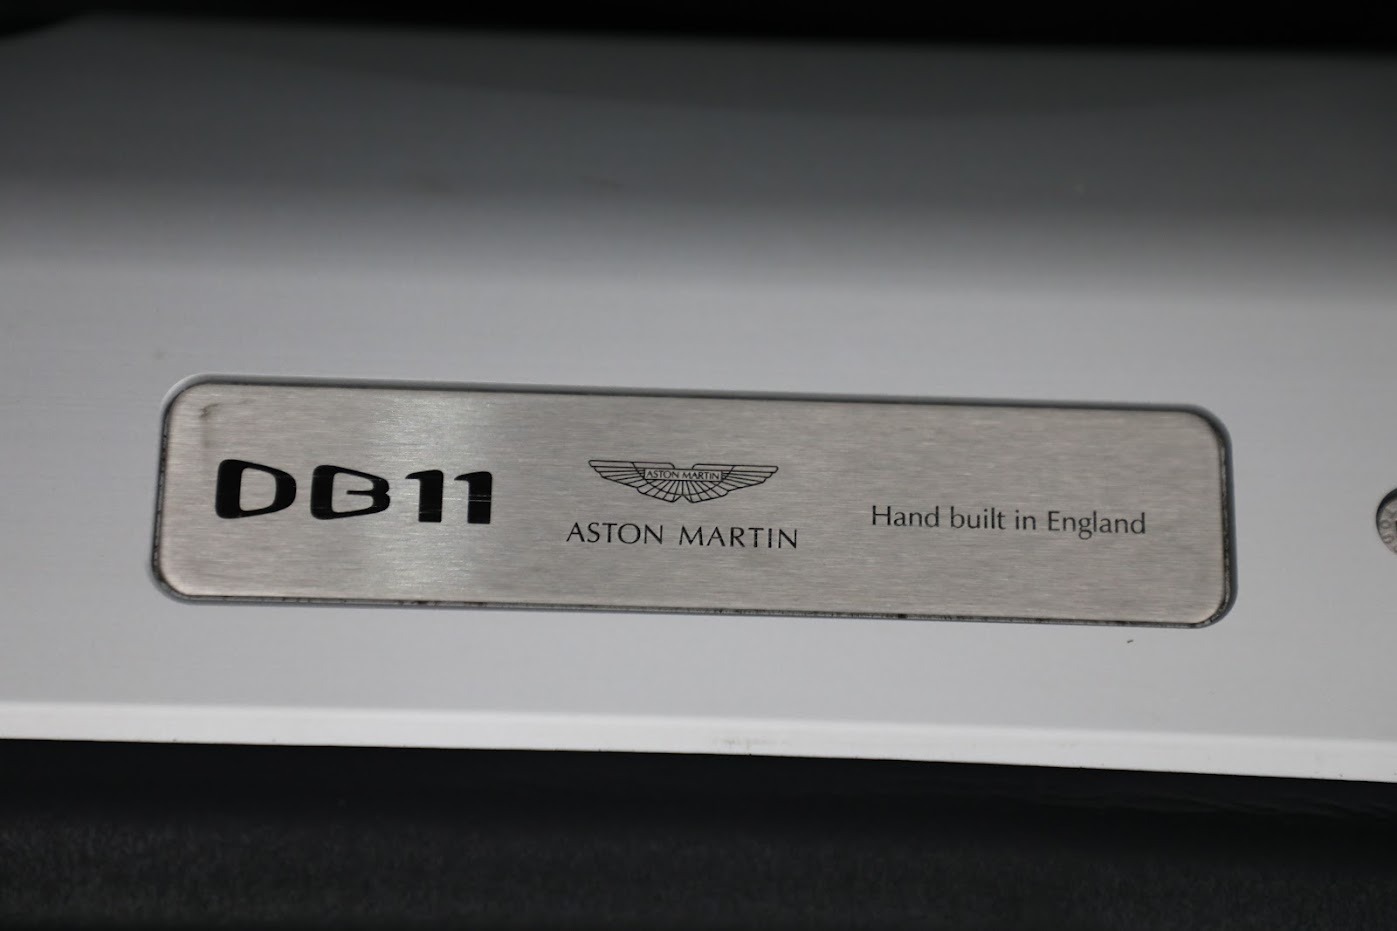 DB11
ASTON MARTIN
ASTON MARTIN
Hand built in England